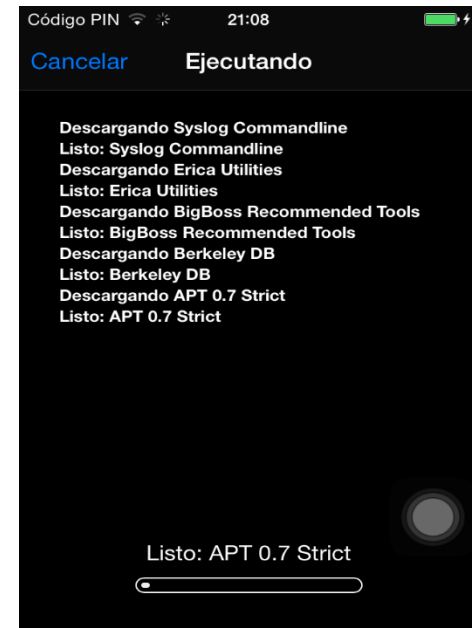 Código PIN 21:08
Cancelar Ejecutando
Descargando Syslog Commandline
Listo: Syslog Commandline
Descargando Erica Utilities
Listo: Erica Utilities
Descargando BigBoss Recommended Tools
Listo: BigBoss Recommended Tools
Descargando Berkeley DB
Listo: Berkeley DB
Descargando APT 0.7 Strict
Listo: APT 0.7 Strict
Listo: APT 0.7 Strict